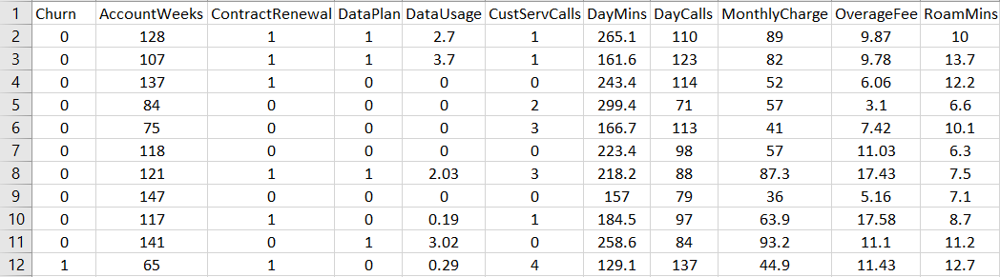 1 Churn AccountWeeks ContractRenewal DataPlan DataUsage CustServCalls DayMins DayCalls MonthlyCharge OverageFee RoamMins
2 0 128 1 1 2.7 1 265.1 110 89 9.87 10
3 0 107 1 1 3.7 1 161.6 123 82 9.78 13.7
4 0 137 1 0 0 0 243.4 114 52 6.06 12.2
5 0 84 0 0 0 2 299.4 71 57 3.1 6.6
6 0 75 0 0 0 3 166.7 113 41 7.42 10.1
7 0 118 0 0 0 0 223.4 98 57 11.03 6.3
8 0 121 1 1 2.03 3 218.2 88 87.3 17.43 7.5
9 0 147 0 0 0 0 157 79 36 5.16 7.1
10 0 117 1 0 0.19 1 184.5 97 63.9 17.58 8.7
11 0 141 0 1 3.02 0 258.6 84 93.2 11.1 11.2
12 1 65 1 0 0.29 4 129.1 137 44.9 11.43 12.7